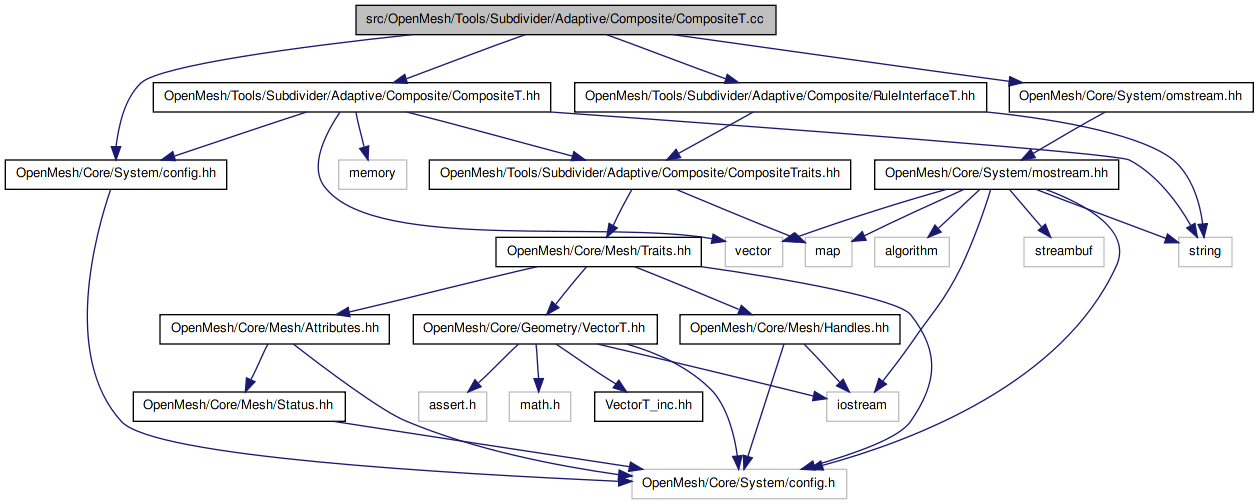 src/OpenMesh/Tools/Subdivider/Adaptive/Composite/CompositeT.cc
OpenMesh/Tools/Subdivider/Adaptive/Composite/CompositeT.hh
OpenMesh/Tools/Subdivider/Adaptive/Composite/RuleInterfaceT.hh
OpenMesh/Core/System/omstream.hh
OpenMesh/Core/System/config.hh
memory
OpenMesh/Tools/Subdivider/Adaptive/Composite/CompositeTraits.hh
OpenMesh/Core/System/mostream.hh
OpenMesh/Core/Mesh/Traits.hh
vector
map
algorithm
streambuf
string
OpenMesh/Core/Mesh/Attributes.hh
OpenMesh/Core/Geometry/VectorT.hh
OpenMesh/Core/Mesh/Handles.hh
OpenMesh/Core/Mesh/Status.hh
assert.h
math.h
VectorT_inc.hh
iostream
OpenMesh/Core/System/config.h